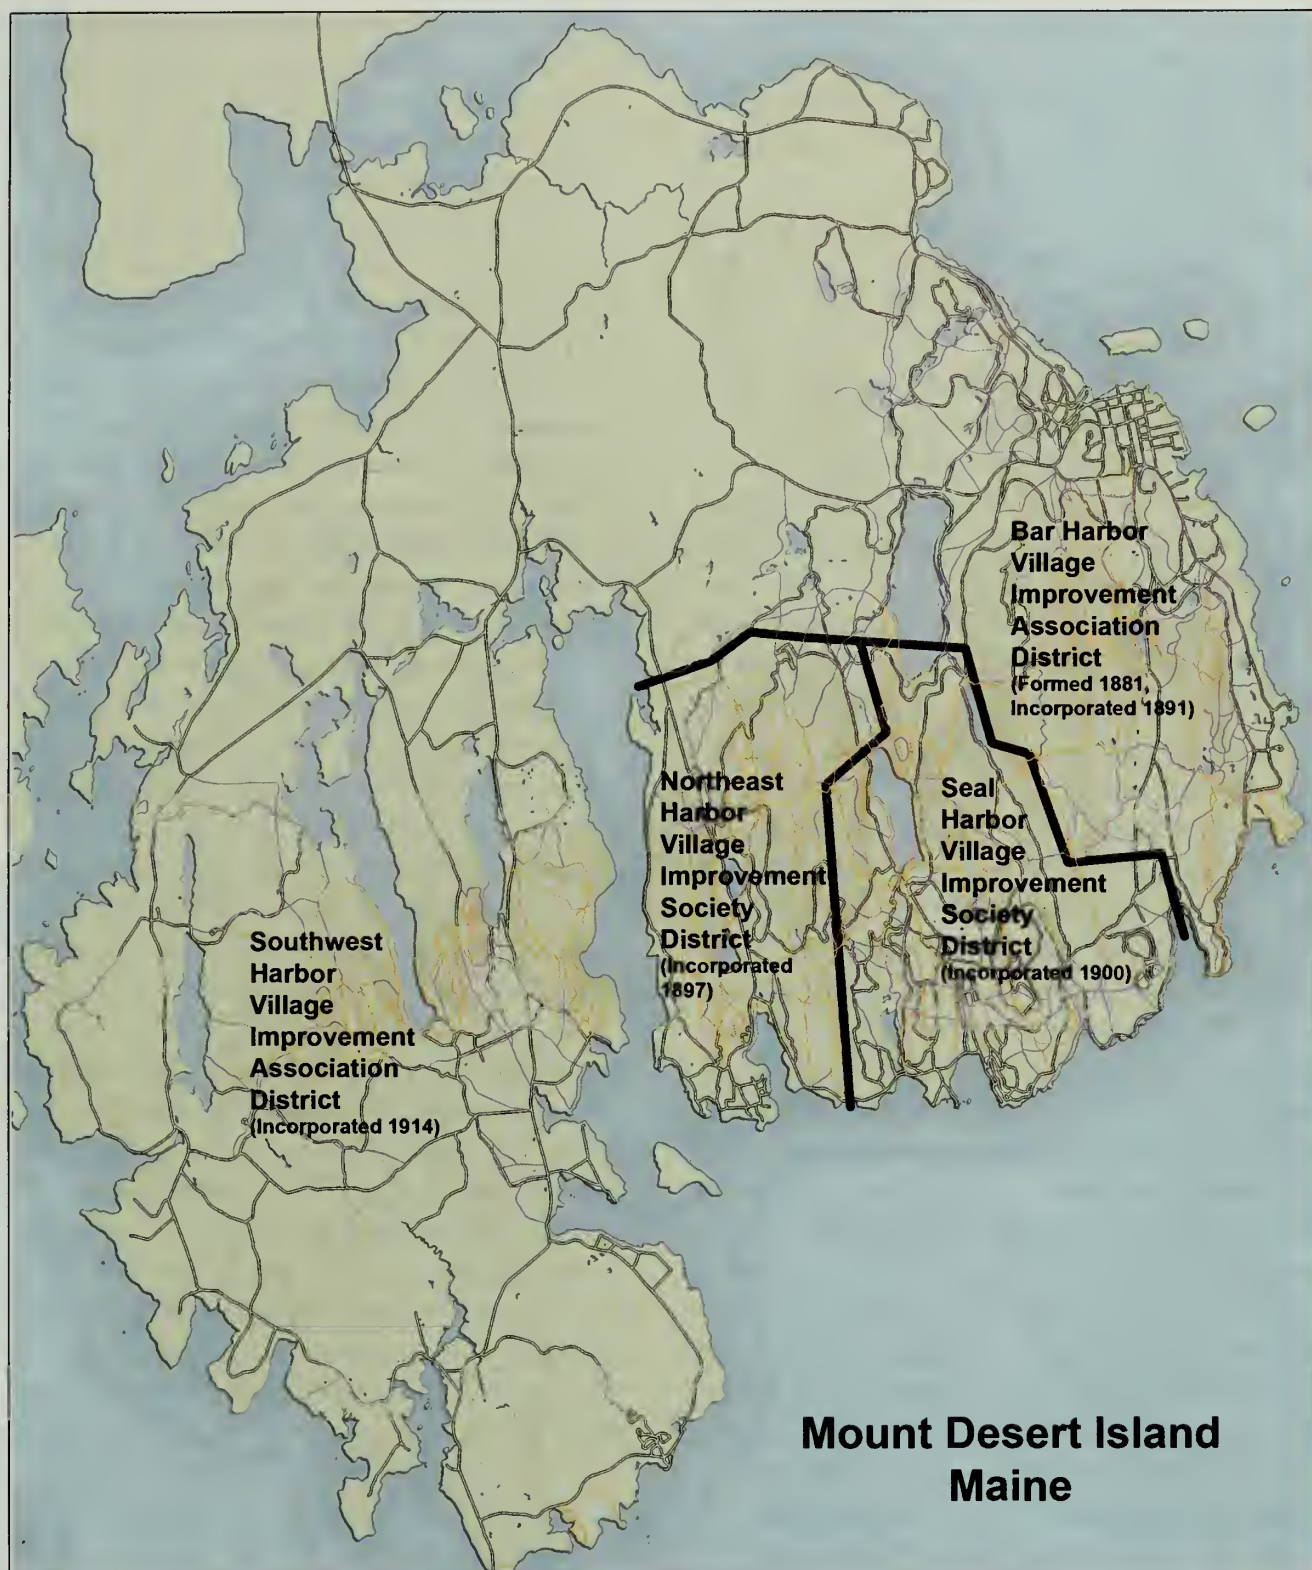 Bar Harbor
Village
Improvement
Association
District
(Formed 1881,
Incorporated 1891)
Northeast
Harbor
Village
Improvement
Society
District
(Incorporated
1897)
Seal
Harbor
Village
Improvement
Society
District
(Incorporated 1900)
Southwest
Harbor
Village
Improvement
Association
District
(Incorporated 1914)
Mount Desert Island
Maine